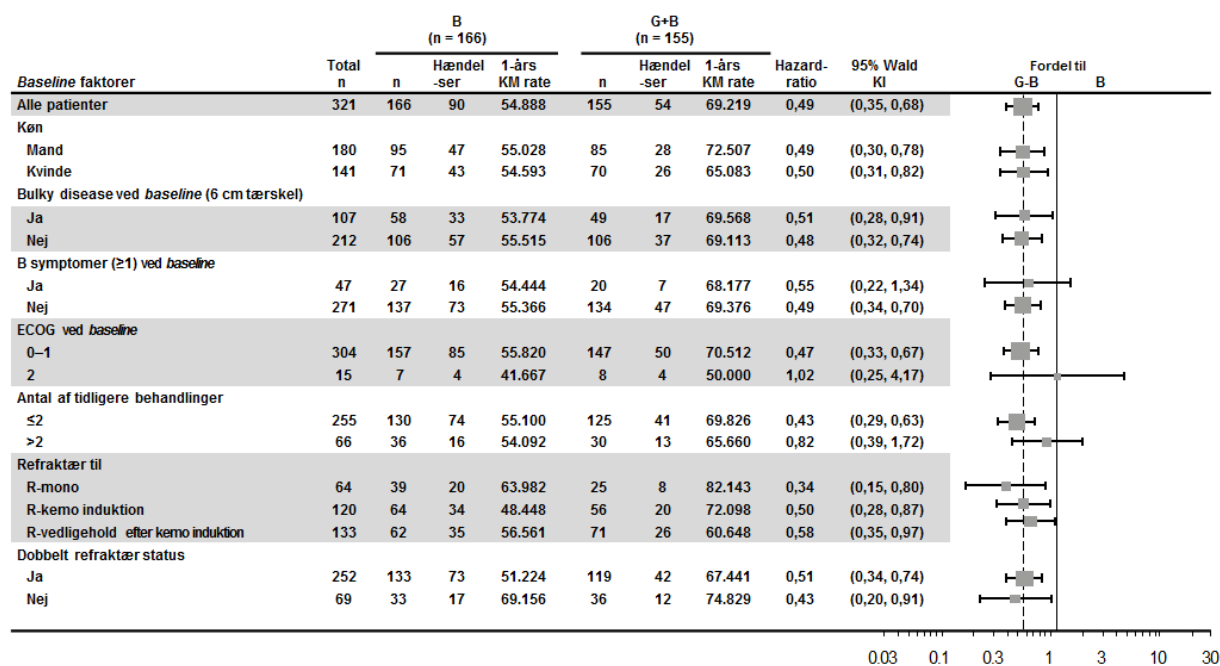 B G+B
(n = 166) (n = 155)
Total Hændel 1-års Hændel 1-års Hazard- 95% Wald Fordel til
Baseline faktorer n n -ser KM rate n -ser KM rate ratio KI G-B B
Alle patienter 321 166 90 54.888 155 54 69.219 0,49 (0,35, 0,68)
Køn
Mand 180 95 47 55.028 85 28 72.507 0,49 (0,30, 0,78)
Kvinde 141 71 43 54.593 70 26 65.083 0,50 (0,31, 0,82)
Bulky disease ved baseline (6 cm tærskel)
Ja 107 58 33 53.774 49 17 69.568 0,51 (0,28, 0,91)
Nej 212 106 57 55.515 106 37 69.113 0,48 (0,32, 0,74)
B symptomer (≥1) ved baseline
Ja 47 27 16 54.444 20 7 68.177 0,55 (0,22, 1,34)
Nej 271 137 73 55.366 134 47 69.376 0,49 (0,34, 0,70)
ECOG ved baseline
0–1 304 157 85 55.820 147 50 70.512 0,47 (0,33, 0,67)
2 15 7 4 41.667 8 4 50.000 1,02 (0,25, 4,17)
Antal af tidligere behandlinger
≤2 255 130 74 55.100 125 41 69.826 0,43 (0,29, 0,63)
>2 66 36 16 54.092 30 13 65.660 0,82 (0,39, 1,72)
Refraktær til
R-mono 64 39 20 63.982 25 8 82.143 0,34 (0,15, 0,80)
R-kemo induktion 120 64 34 48.448 56 20 72.098 0,50 (0,28, 0,87)
R-vedligehold efter kemo induktion 133 62 35 56.561 71 26 60.648 0,58 (0,35, 0,97)
Dobbelt refraktær status
Ja 252 133 73 51.224 119 42 67.441 0,51 (0,34, 0,74)
Nej 69 33 17 69.156 36 12 74.829 0,43 (0,20, 0,91)
0.03 0.1 0.3 1 3 10 30